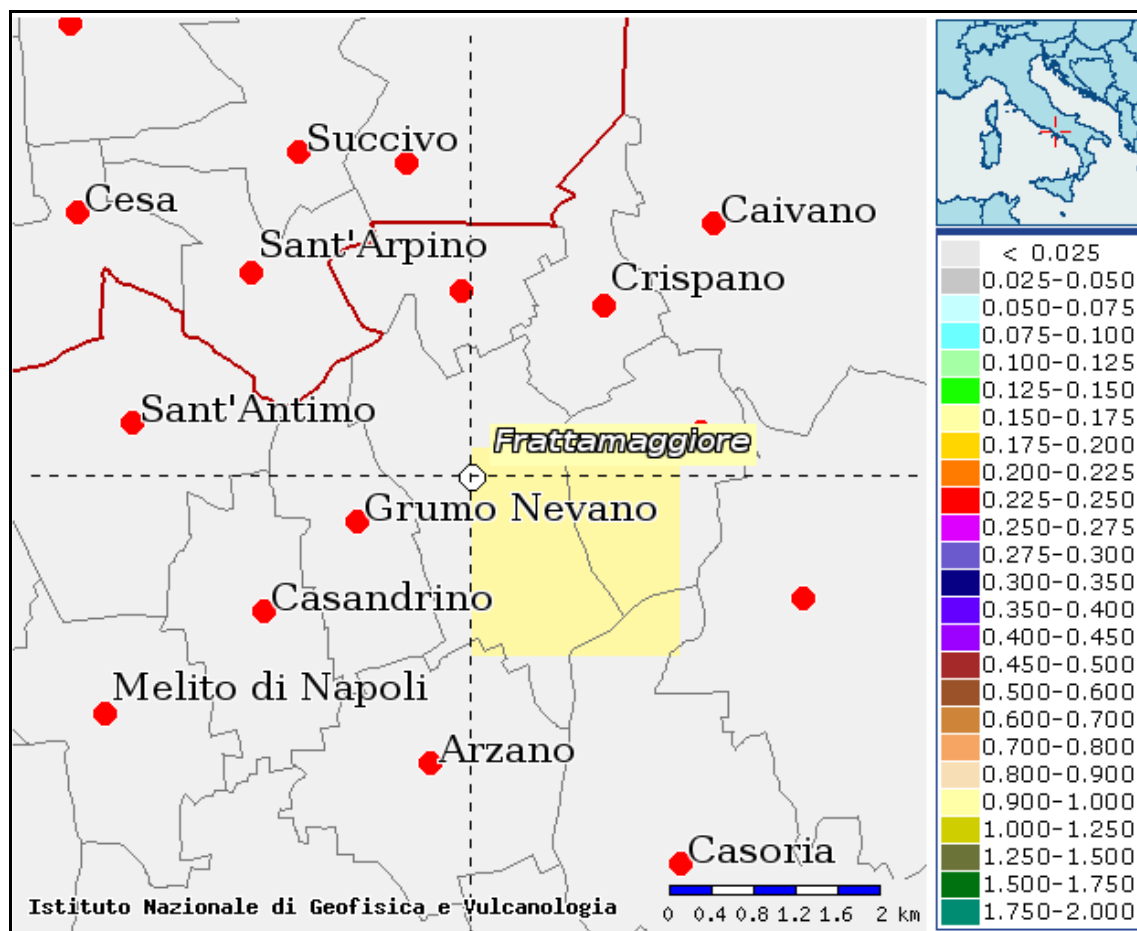 Succivo
Cesa
Caivano
Sant'Arpino
Crispano
Sant'Antimo
Frattamaggiore
Grumo Nevano
Casandrino
Melito di Napoli
Arzano
Casoria
Istituto Nazionale di Geofisica e Vulcanologia
0 0.4 0.8 1.2 1.6 2 km
< 0.025
0.025-0.050
0.050-0.075
0.075-0.100
0.100-0.125
0.125-0.150
0.150-0.175
0.175-0.200
0.200-0.225
0.225-0.250
0.250-0.275
0.275-0.300
0.300-0.350
0.350-0.400
0.400-0.450
0.450-0.500
0.500-0.600
0.600-0.700
0.700-0.800
0.800-0.900
0.900-1.000
1.000-1.250
1.250-1.500
1.500-1.750
1.750-2.000